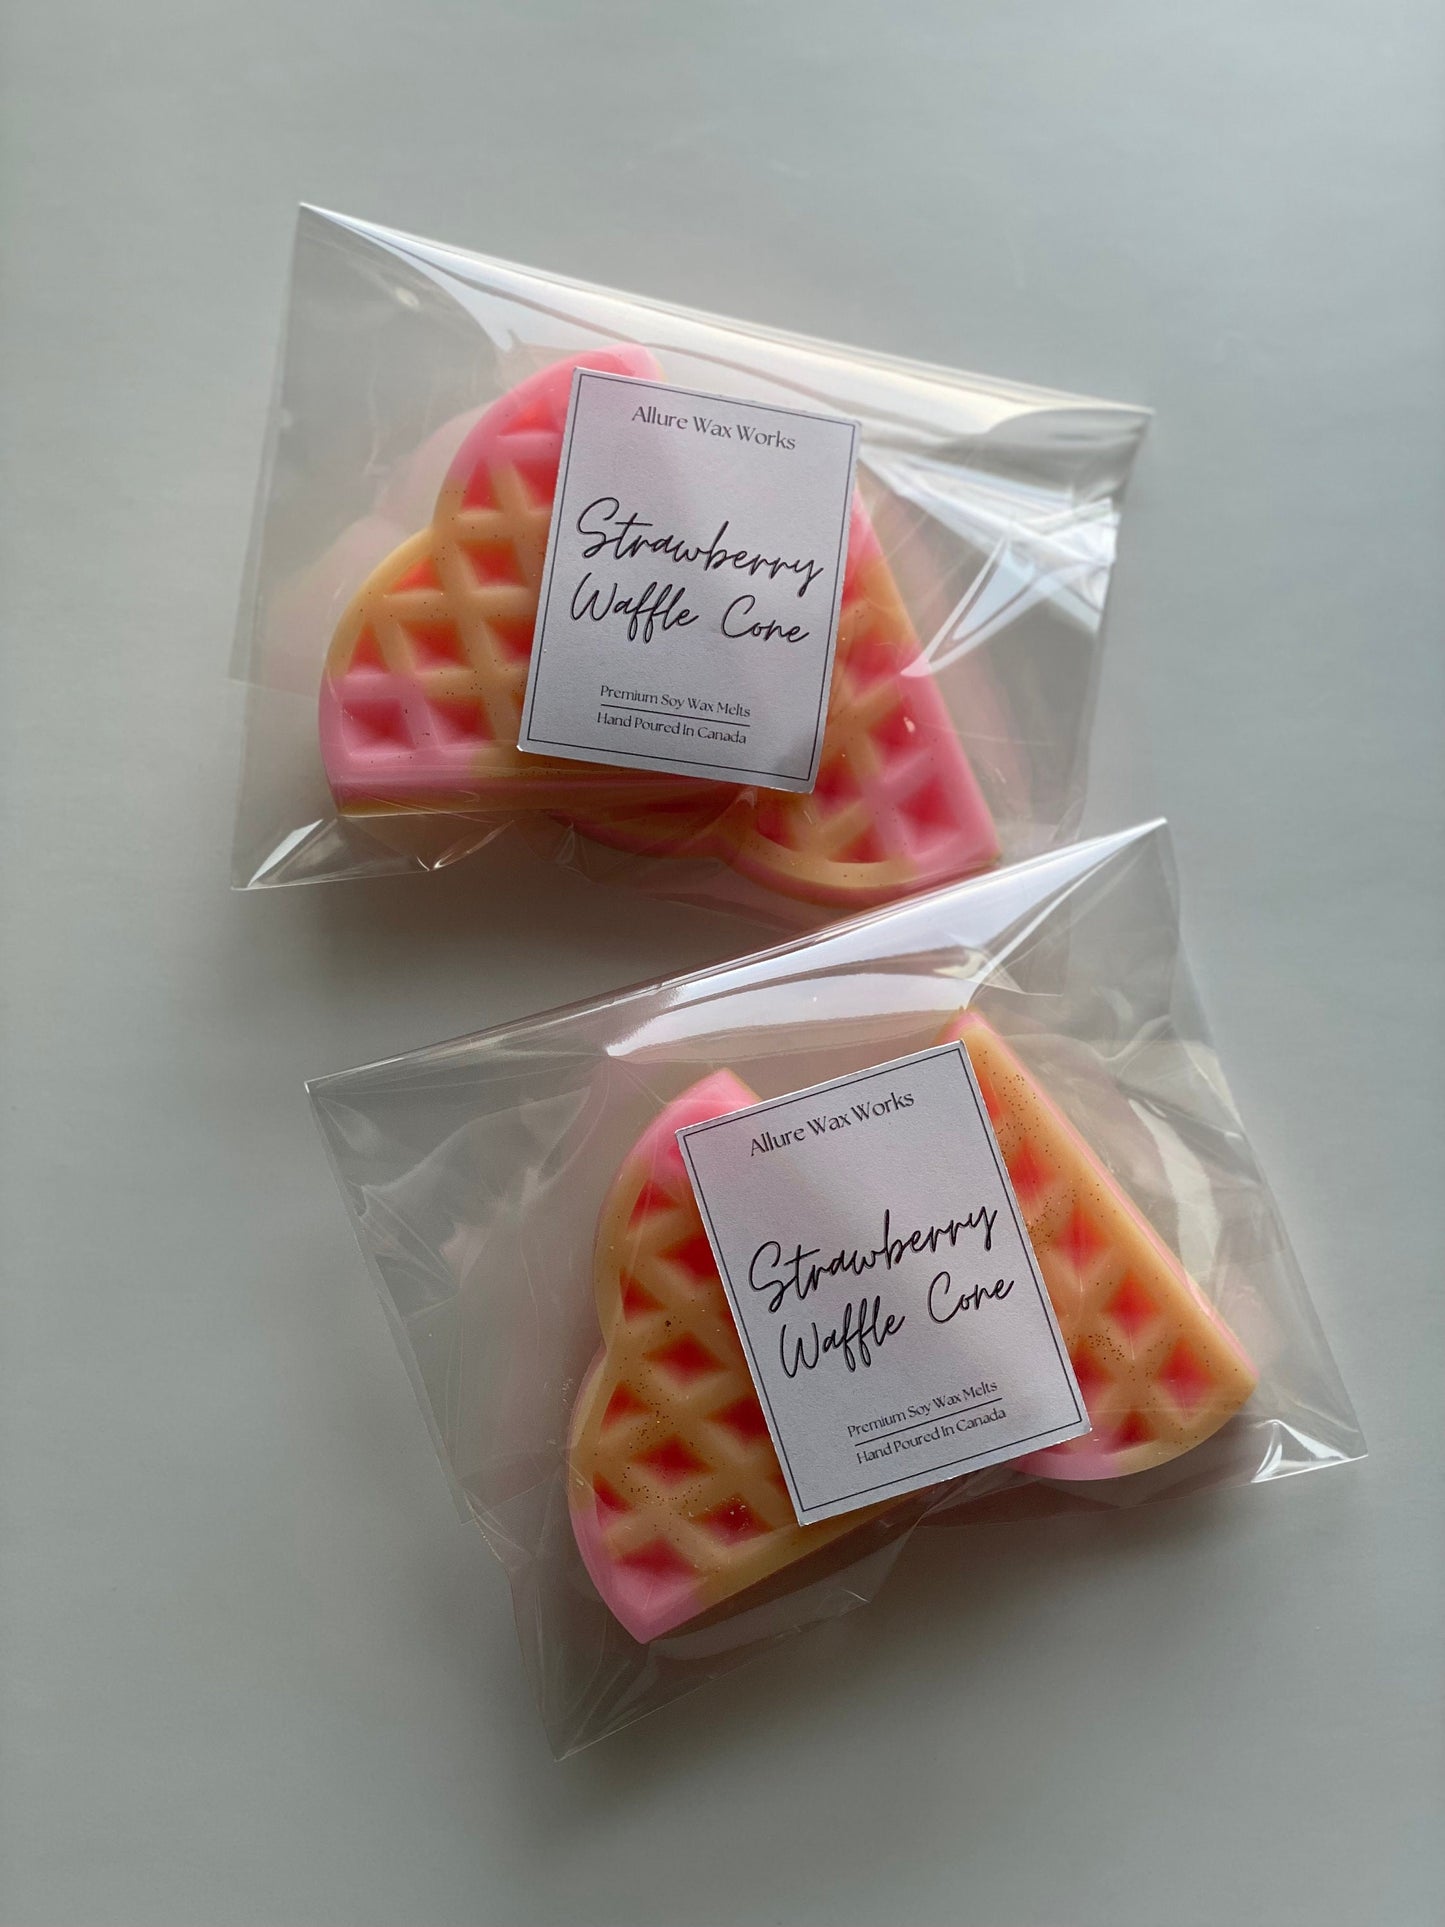 Allure Wax Works
Strawberry
Waffle Cone
Premium Soy Wax Melts
Hand Poured In Canada
Allure Wax Works
Strawberry
Waffle Cone
Premium Soy Wax Melts
Hand Poured In Canada